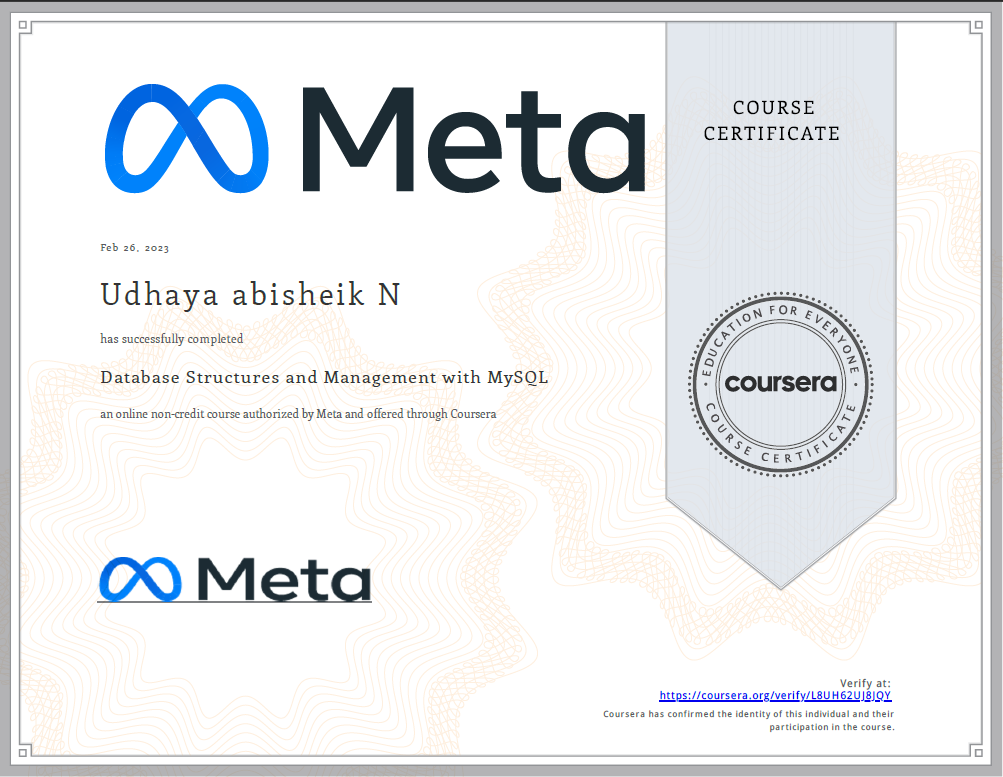 Meta
COURSE
CERTIFICATE
Feb 26, 2023
Udhaya abisheik N
has successfully completed
Database Structures and Management with MySQL
an online non-credit course authorized by Meta and offered through Coursera
EDUCATION FOR EVERYONE
coursera
COURSE CERTIFICATE
Meta
Verify at:
https://coursera.org/verify/L8UH62UJ8JQY
Coursera has confirmed the identity of this individual and their
participation in the course.